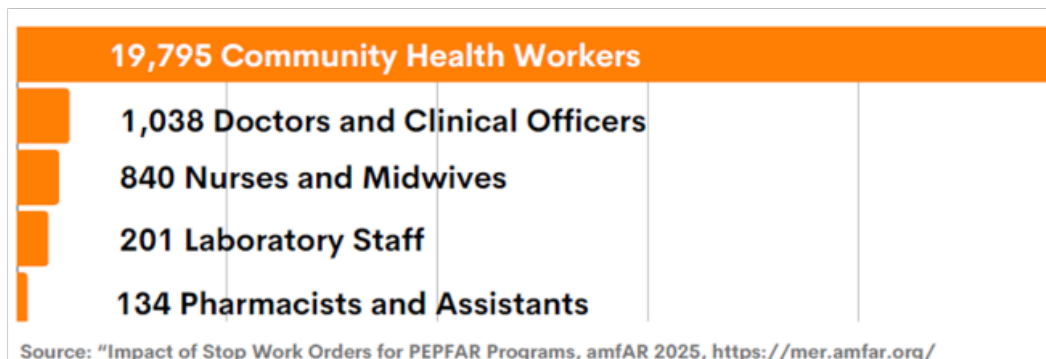 19,795 Community Health Workers
1,038 Doctors and Clinical Officers
840 Nurses and Midwives
201 Laboratory Staff
134 Pharmacists and Assistants
Source: “Impact of Stop Work Orders for PEPFAR Programs, amfAR 2025, https://mer.amfar.org/